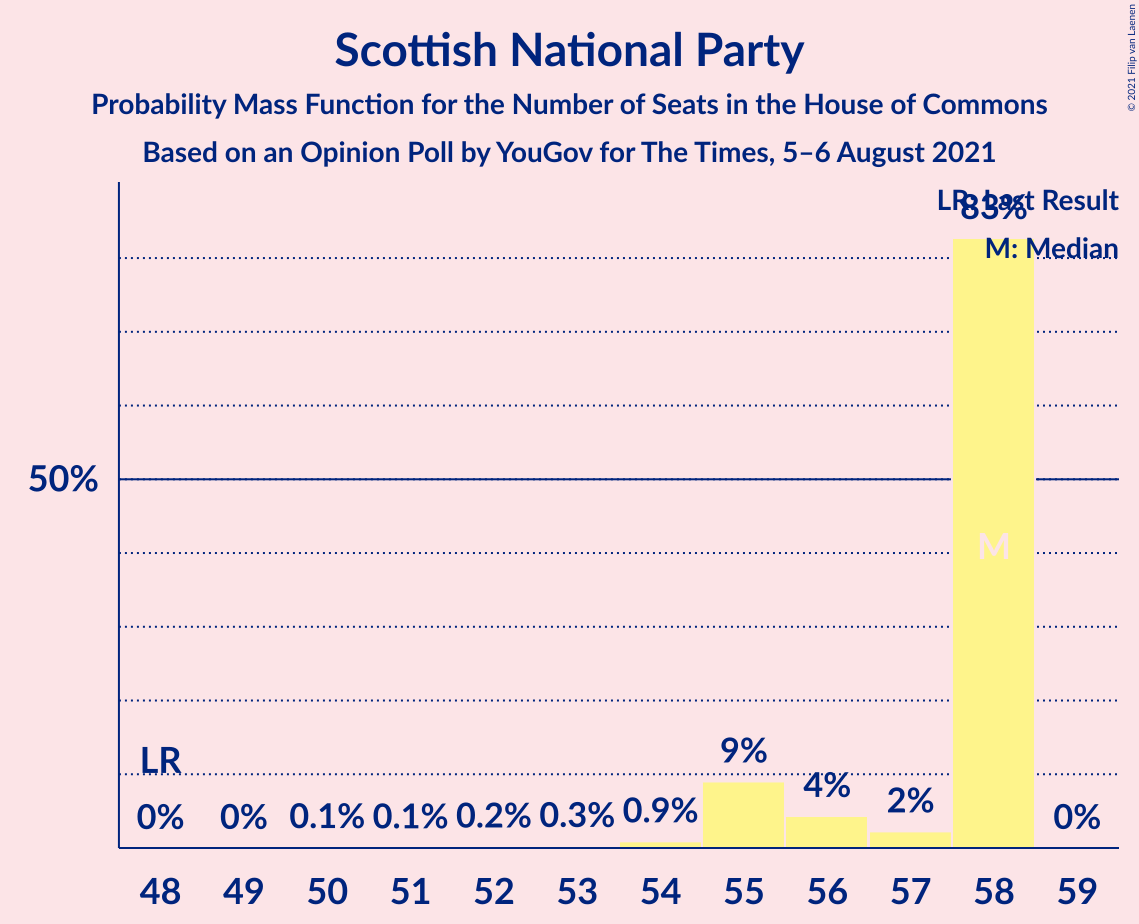 Scottish National Party
Probability Mass Function for the Number of Seats in the House of Commons
Based on an Opinion Poll by YouGov for The Times, 5–6 August 2021
© 2021 Filip van Laenen
LR: Last Result
83%
M: Median
50%
M
LR
9%
4%
2%
0% 0% 0.1% 0.1% 0.2% 0.3% 0.9% 0%
48 49 50 51 52 53 54 55 56 57 58 59